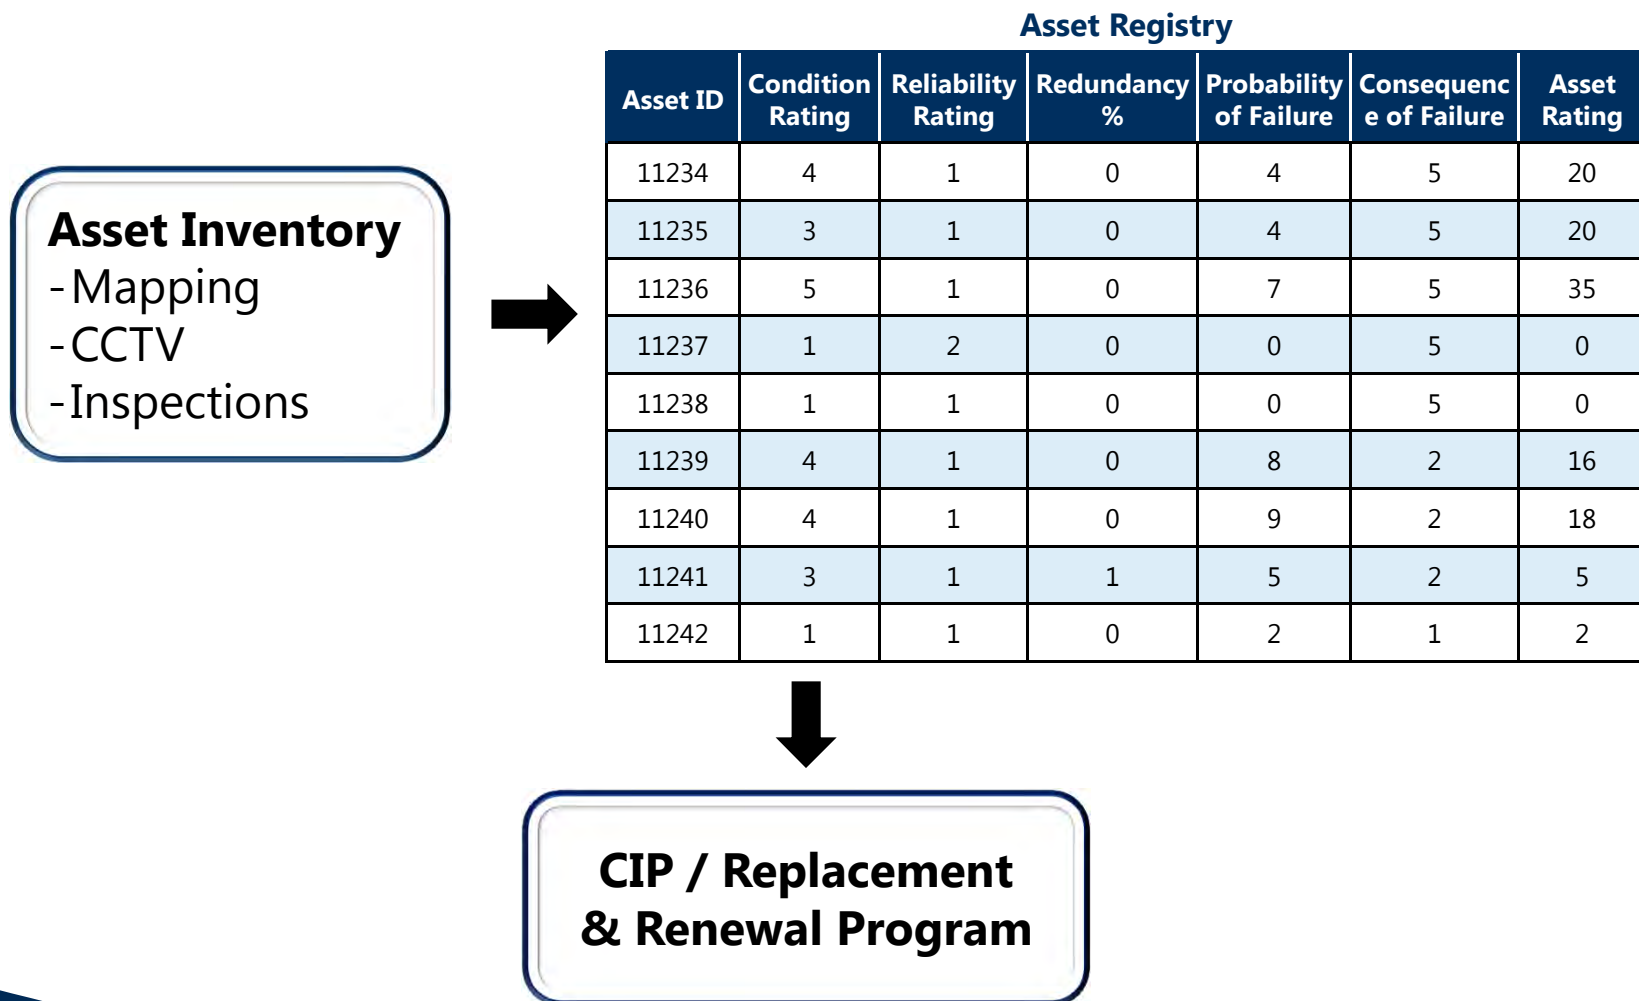 Asset Registry
Asset ID Condition Rating Reliability Rating Redundancy % Probability of Failure Consequenc e of Failure Asset Rating
11234 4 1 0 4 5 20
11235 3 1 0 4 5 20
11236 5 1 0 7 5 35
11237 1 2 0 0 5 0
11238 1 1 0 0 5 0
11239 4 1 0 8 2 16
11240 4 1 0 9 2 18
11241 3 1 1 5 2 5
11242 1 1 0 2 1 2
Asset Inventory
-Mapping
-CCTV
-Inspections
CIP / Replacement
& Renewal Program